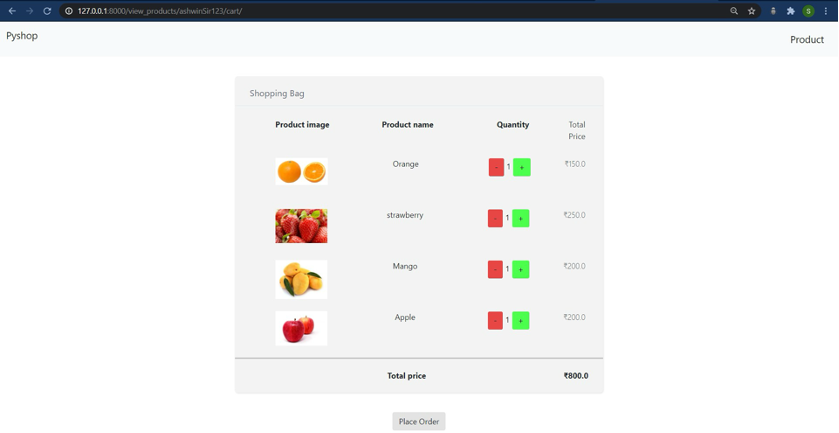 127.0.0.1:8000/view_products/ashwinSir123/cart/
S
Pyshop
Product
Shopping Bag
Product image Product name Quantity Total
Price
Orange - 1 + ₹150.0
strawberry - 1 + ₹250.0
Mango - 1 + ₹200.0
Apple - 1 + ₹200.0
Total price ₹800.0
Place Order